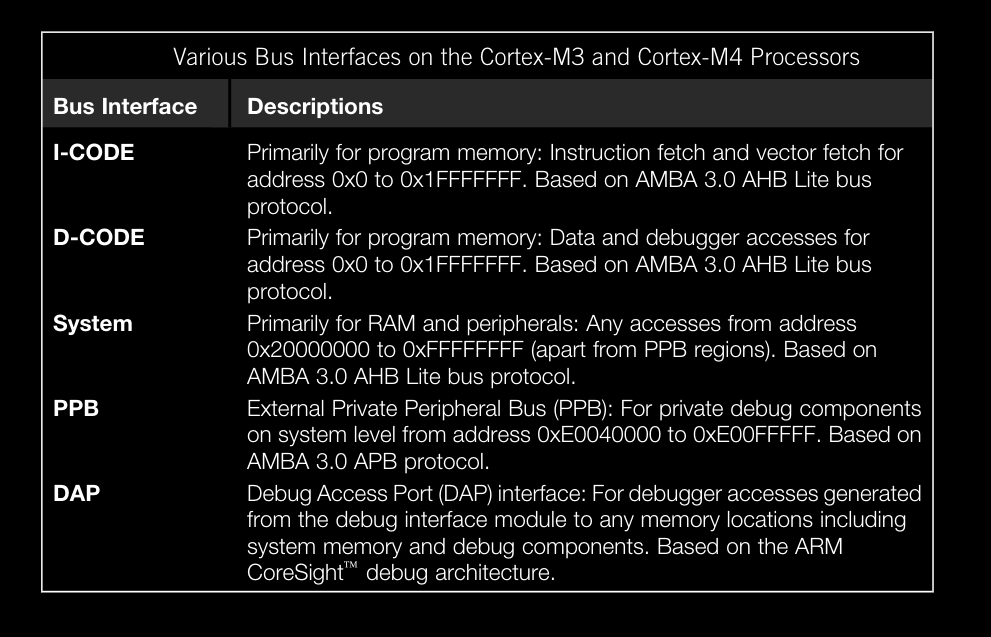 Various Bus Interfaces on the Cortex-M3 and Cortex-M4 Processors
Bus Interface Descriptions
I-CODE Primarily for program memory: Instruction fetch and vector fetch for
address 0x0 to 0x1FFFFFFF. Based on AMBA 3.0 AHB Lite bus
protocol.
D-CODE Primarily for program memory: Data and debugger accesses for
address 0x0 to 0x1FFFFFFF. Based on AMBA 3.0 AHB Lite bus
protocol.
System Primarily for RAM and peripherals: Any accesses from address
0x20000000 to 0xFFFFFFFF (apart from PPB regions). Based on
AMBA 3.0 AHB Lite bus protocol.
PPB External Private Peripheral Bus (PPB): For private debug components
on system level from address 0xE0040000 to 0xE00FFFFF. Based on
AMBA 3.0 APB protocol.
DAP Debug Access Port (DAP) interface: For debugger accesses generated
from the debug interface module to any memory locations including
system memory and debug components. Based on the ARM
CoreSight™ debug architecture.